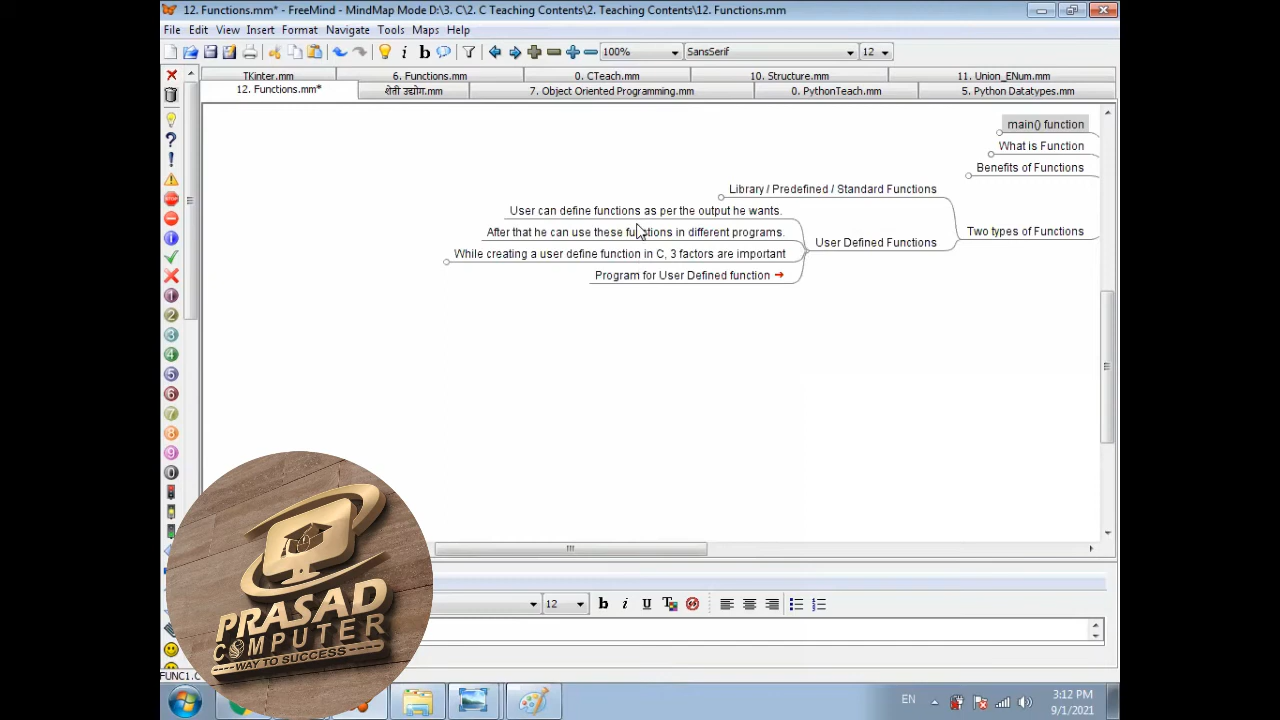 12. Functions.mm* - FreeMind - MindMap Mode D:\3. C\2. C Teaching Contents\2. Teaching Contents\12. Functions.mm
File Edit View Insert Format Navigate Tools Maps Help
100% SansSerif 12
TKinter.mm 6. Functions.mm 0. CTeach.mm 10. Structure.mm 11. Union_ENum.mm
12. Functions.mm* शेती उद्योग.mm 7. Object Oriented Programming.mm 0. PythonTeach.mm 5. Python Datatypes.mm
main() function
What is Function
Benefits of Functions
Library / Predefined / Standard Functions
User can define functions as per the output he wants.
After that he can use these functions in different programs.
Two types of Functions
User Defined Functions
While creating a user define function in C, 3 factors are important
Program for User Defined function
12
FUNC1.C
PRASAD
COMPUTER
WAY TO SUCCESS
EN
3:12 PM
9/1/2021